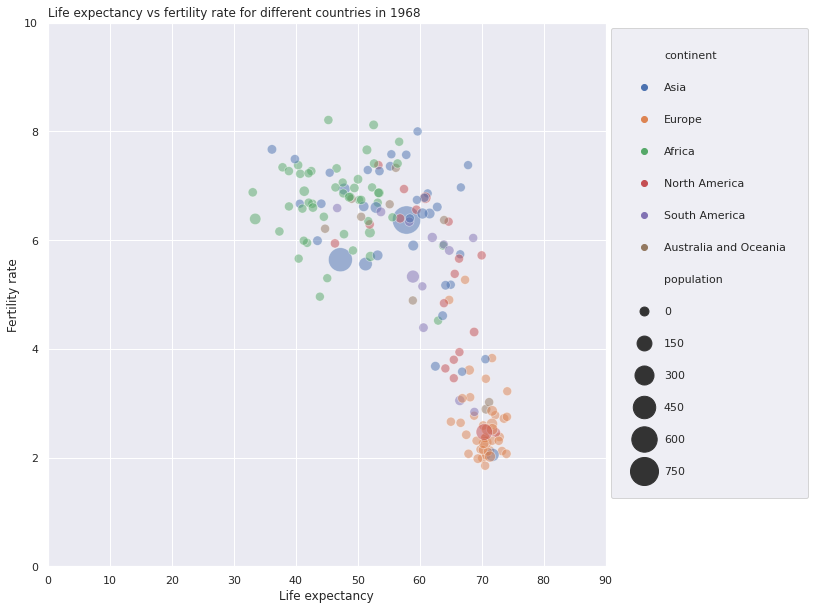 Life expectancy vs fertility rate for different countries in 1968
10
8
6
4
2
0
Fertility rate
0 10 20 30 40 50 60 70 80 90
Life expectancy
continent
Asia
Europe
Africa
North America
South America
Australia and Oceania
population
0
150
300
450
600
750